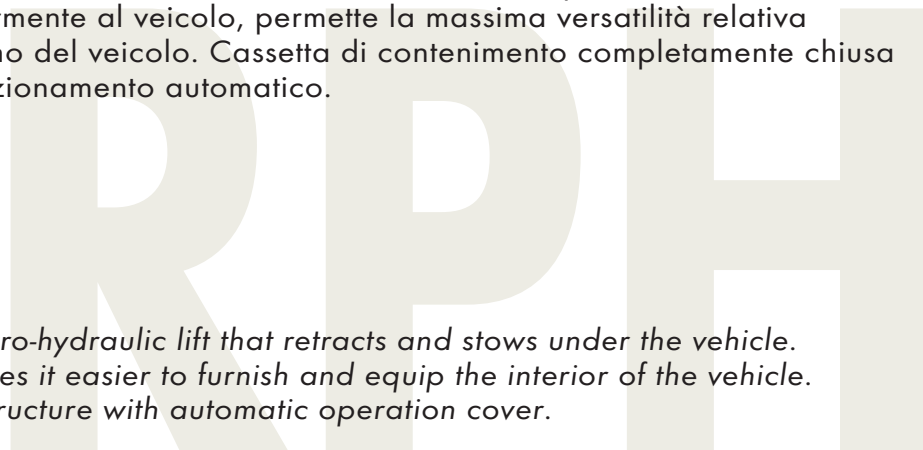 rmente al veicolo, permette la massima versatilità relativa
no del veicolo. Cassetta di contenimento completamente chiusa
zionamento automatico.
RPH
ro-hydraulic lift that retracts and stows under the vehicle.
es it easier to furnish and equip the interior of the vehicle.
ructure with automatic operation cover.